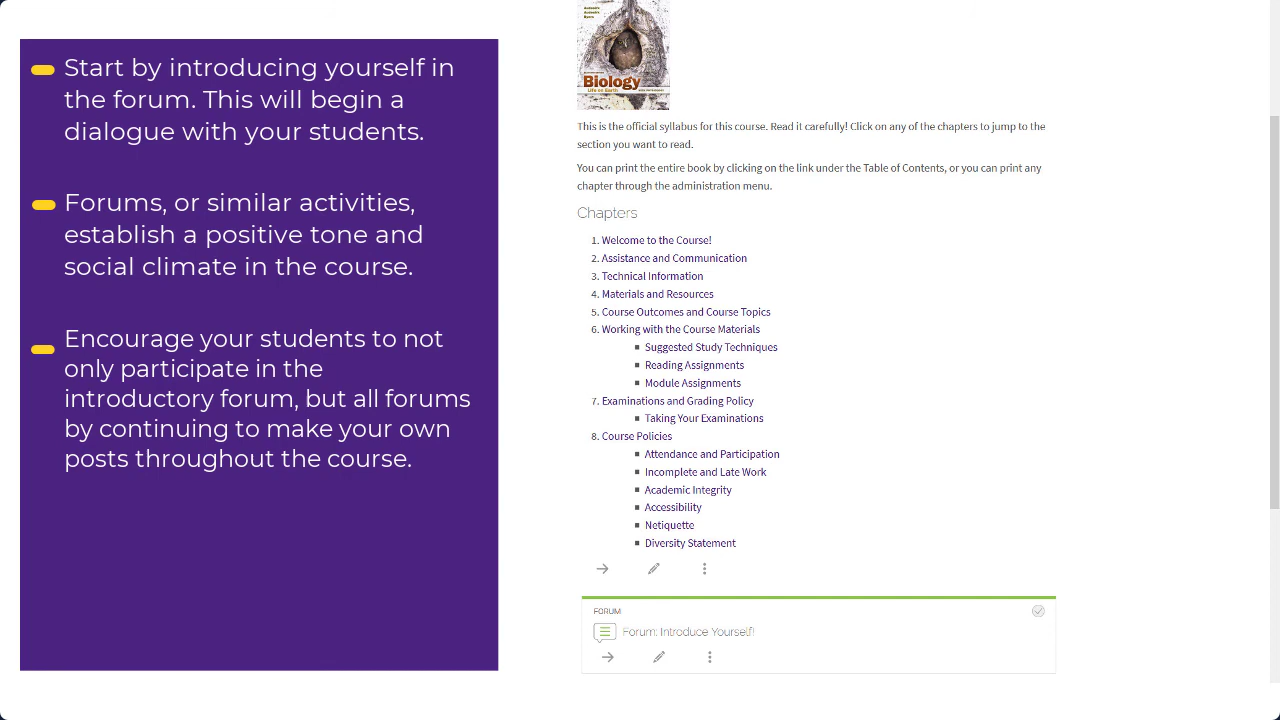 Start by introducing yourself in
the forum. This will begin a
dialogue with your students.
Forums, or similar activities,
establish a positive tone and
social climate in the course.
Encourage your students to not
only participate in the
introductory forum, but all forums
by continuing to make your own
posts throughout the course.
Biology
This is the official syllabus for this course. Read it carefully! Click on any of the chapters to jump to the
section you want to read.
You can print the entire book by clicking on the link under the Table of Contents, or you can print any
chapter through the administration menu.
Chapters
1. Welcome to the Course!
2. Assistance and Communication
3. Technical Information
4. Materials and Resources
5. Course Outcomes and Course Topics
6. Working with the Course Materials
Suggested Study Techniques
Reading Assignments
Module Assignments
7. Examinations and Grading Policy
Taking Your Examinations
8. Course Policies
Attendance and Participation
Incomplete and Late Work
Academic Integrity
Accessibility
Netiquette
Diversity Statement
FORUM
Forum: Introduce Yourself!